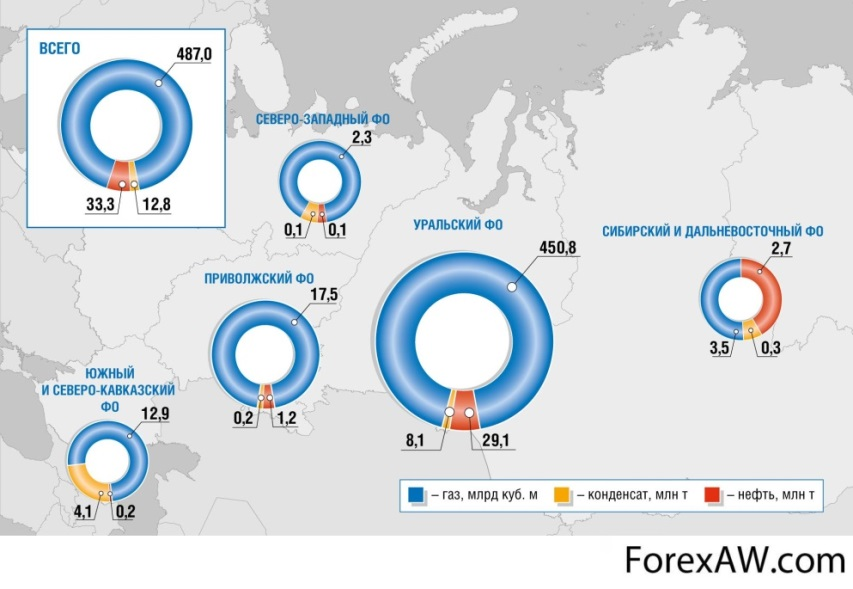 ВСЕГО
487,0
33,3
12,8
СЕВЕРО-ЗАПАДНЫЙ ФО
2,3
0,1
0,1
УРАЛЬСКИЙ ФО
450,8
8,1
29,1
СИБИРСКИЙ И ДАЛЬНЕВОСТОЧНЫЙ ФО
2,7
3,5
0,3
ПРИВОЛЖСКИЙ ФО
17,5
0,2
1,2
ЮЖНЫЙ
И СЕВЕРО-КАВКАЗСКИЙ
ФО
12,9
4,1
0,2
– газ, млрд куб. м
– конденсат, млн т
– нефть, млн т
ForexAW.com